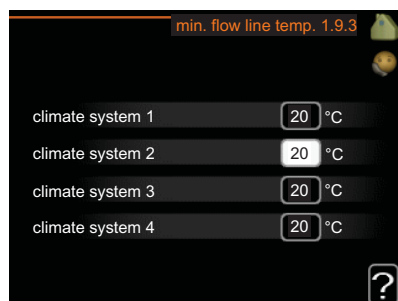 min. flow line temp. 1.9.3
climate system 1 20 °C
climate system 2 20 °C
climate system 3 20 °C
climate system 4 20 °C
?